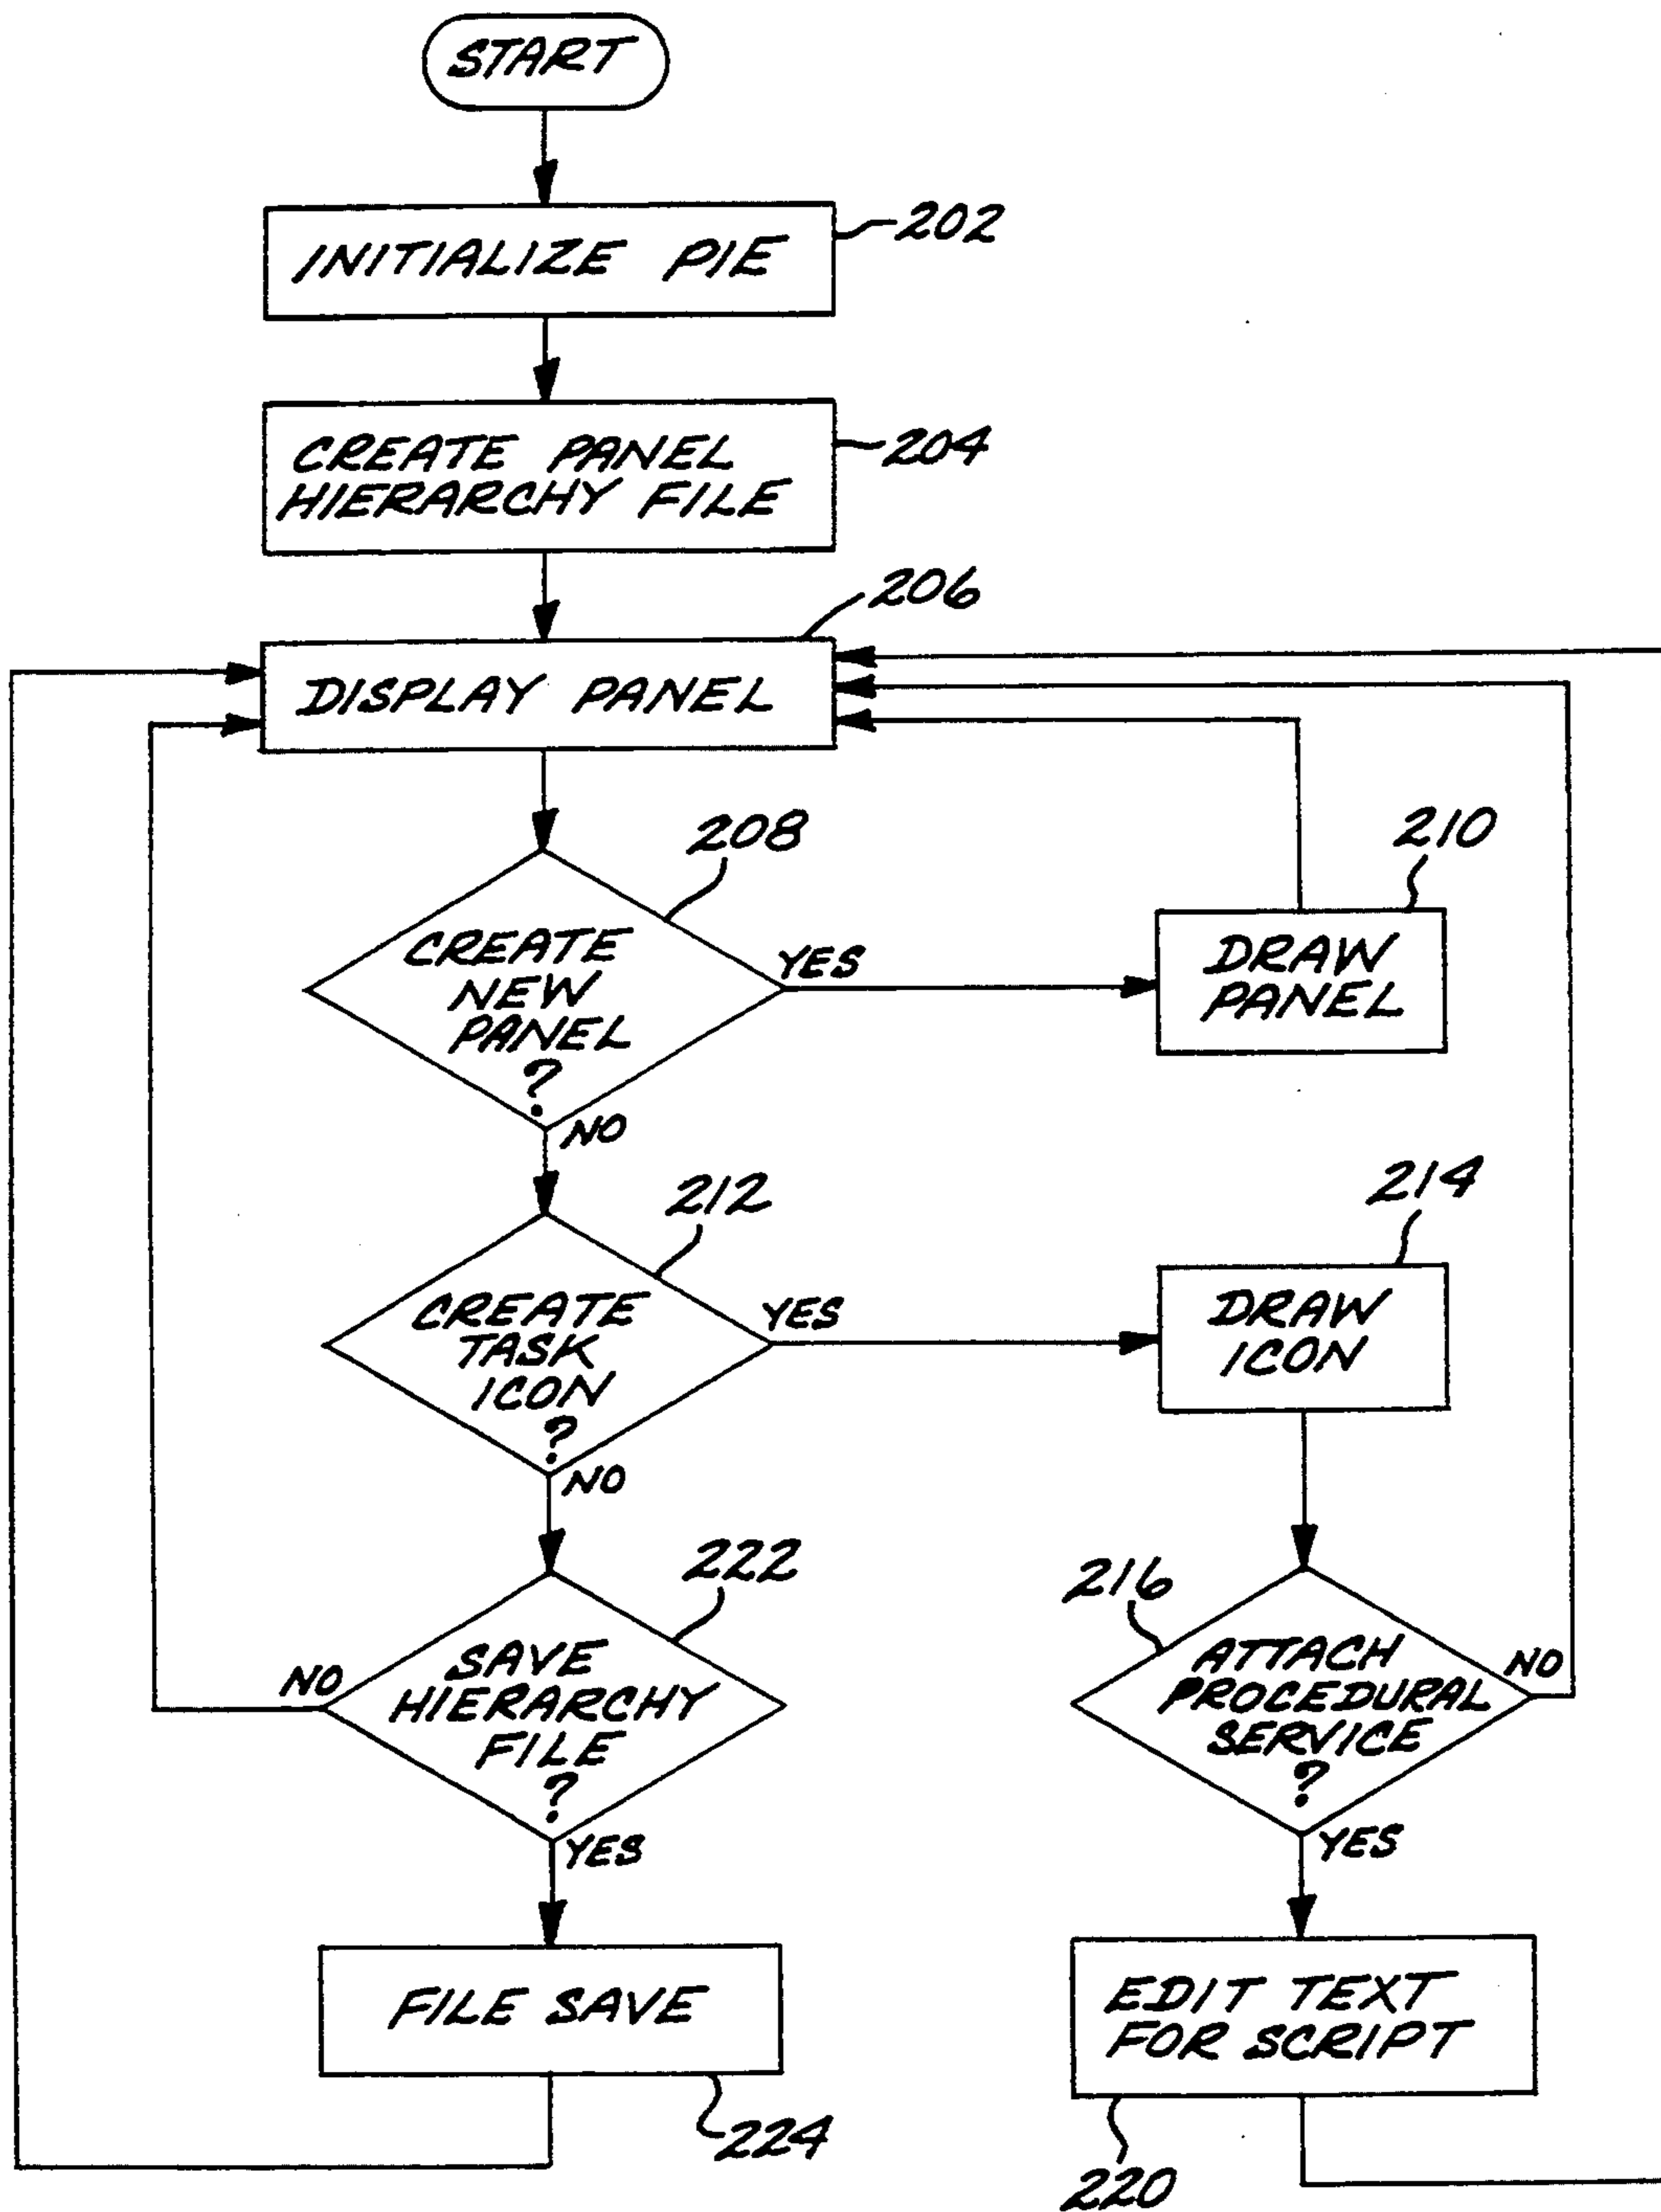 START
INITIALIZE PIE
202
CREATE PANEL
HIERARCHY FILE
204
206
DISPLAY PANEL
208
CREATE
NEW
PANEL
?
YES
NO
210
DRAW
PANEL
212
CREATE
TASK
ICON
?
YES
NO
214
DRAW
ICON
222
SAVE
HIERARCHY
FILE
?
NO
YES
216
ATTACH
PROCEDURAL
SERVICE
?
NO
YES
FILE SAVE
224
EDIT TEXT
FOR SCRIPT
220